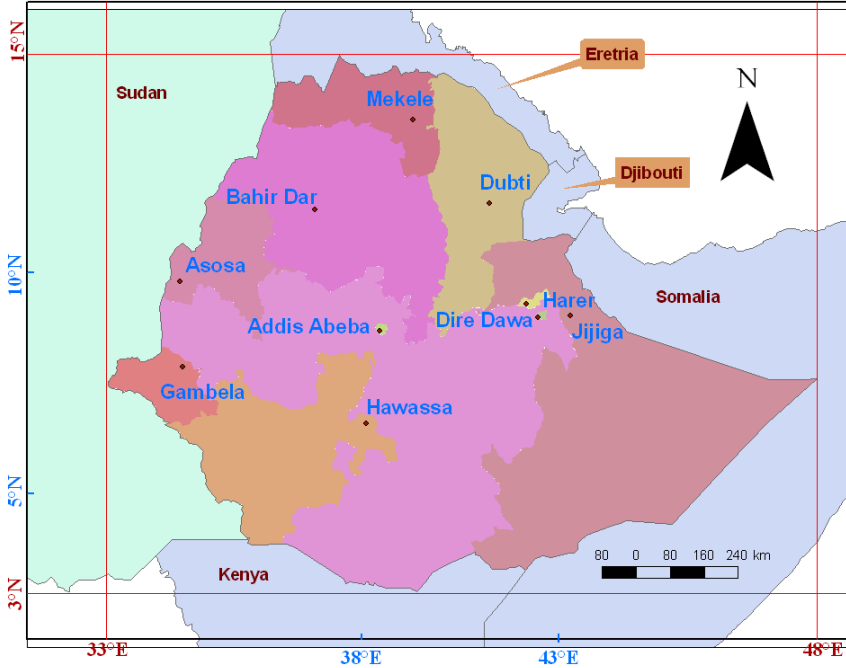 15°N
Eretria
Sudan
N
Mekele
Djibouti
Dubti
Bahir Dar
Asosa
10°N
Somalia
Harer
Addis Abeba
Dire Dawa
Jijiga
Gambela
Hawassa
5°N
80 0 80 160 240 km
Kenya
3°N
33°E
38°E
43°E
48°E